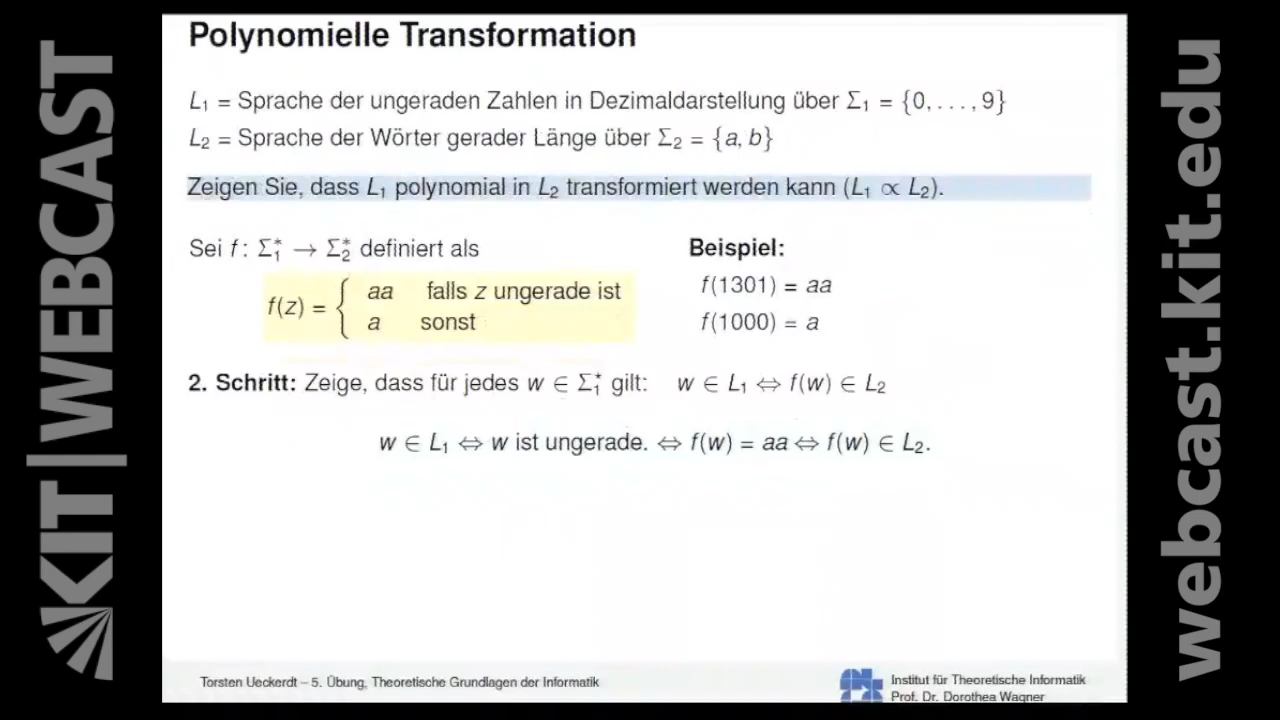 KIT | WEBCAST
Polynomielle Transformation
L₁ = Sprache der ungeraden Zahlen in Dezimaldarstellung über Σ₁ = {0, . . . , 9}
L₂ = Sprache der Wörter gerader Länge über Σ₂ = {a, b}
Zeigen Sie, dass L₁ polynomial in L₂ transformiert werden kann (L₁ ∝ L₂).
Sei f : Σ₁* → Σ₂* definiert als
f(z) = { aa falls z ungerade ist
a sonst
Beispiel:
f(1301) = aa
f(1000) = a
2. Schritt: Zeige, dass für jedes w ∈ Σ₁* gilt: w ∈ L₁ ⇔ f(w) ∈ L₂
w ∈ L₁ ⇔ w ist ungerade. ⇔ f(w) = aa ⇔ f(w) ∈ L₂.
Torsten Ueckerdt – 5. Übung, Theoretische Grundlagen der Informatik
Institut für Theoretische Informatik
Prof. Dr. Dorothea Wagner
webcast.kit.edu